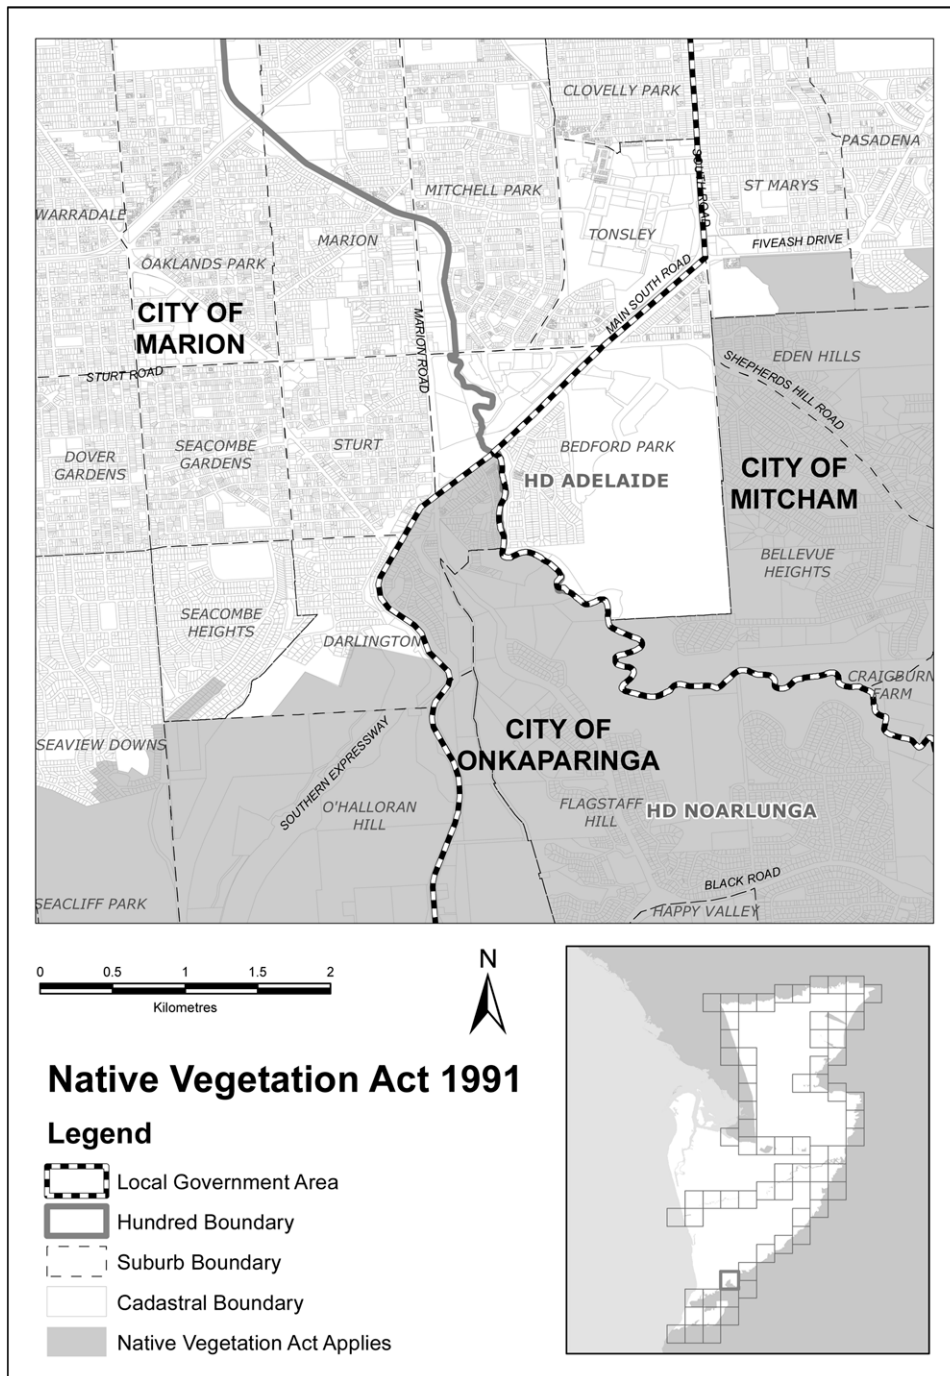 CLOVELLY PARK
PASADENA
SOUTH ROAD
MITCHELL PARK
ST MARYS
WARRADALE
MARION
TONSLEY
FIVEASH DRIVE
OAKLANDS PARK
MAIN SOUTH ROAD
CITY OF
MARION
MARION ROAD
EDEN HILLS
SHEPHERDS HILL ROAD
STURT ROAD
DOVER
GARDENS
SEACOMBE
GARDENS
STURT
BEDFORD PARK
HD ADELAIDE
CITY OF
MITCHAM
BELLEVUE
HEIGHTS
SEACOMBE
HEIGHTS
DARLINGTON
CRAIGBURN
FARM
SEAVIEW DOWNS
CITY OF
ONKAPARINGA
SOUTHERN EXPRESSWAY
O'HALLORAN
HILL
FLAGSTAFF
HILL
HD NOARLUNGA
BLACK ROAD
SEACLIFF PARK
HAPPY VALLEY
0 0.5 1 1.5 2
Kilometres
N
Native Vegetation Act 1991
Legend
Local Government Area
Hundred Boundary
Suburb Boundary
Cadastral Boundary
Native Vegetation Act Applies